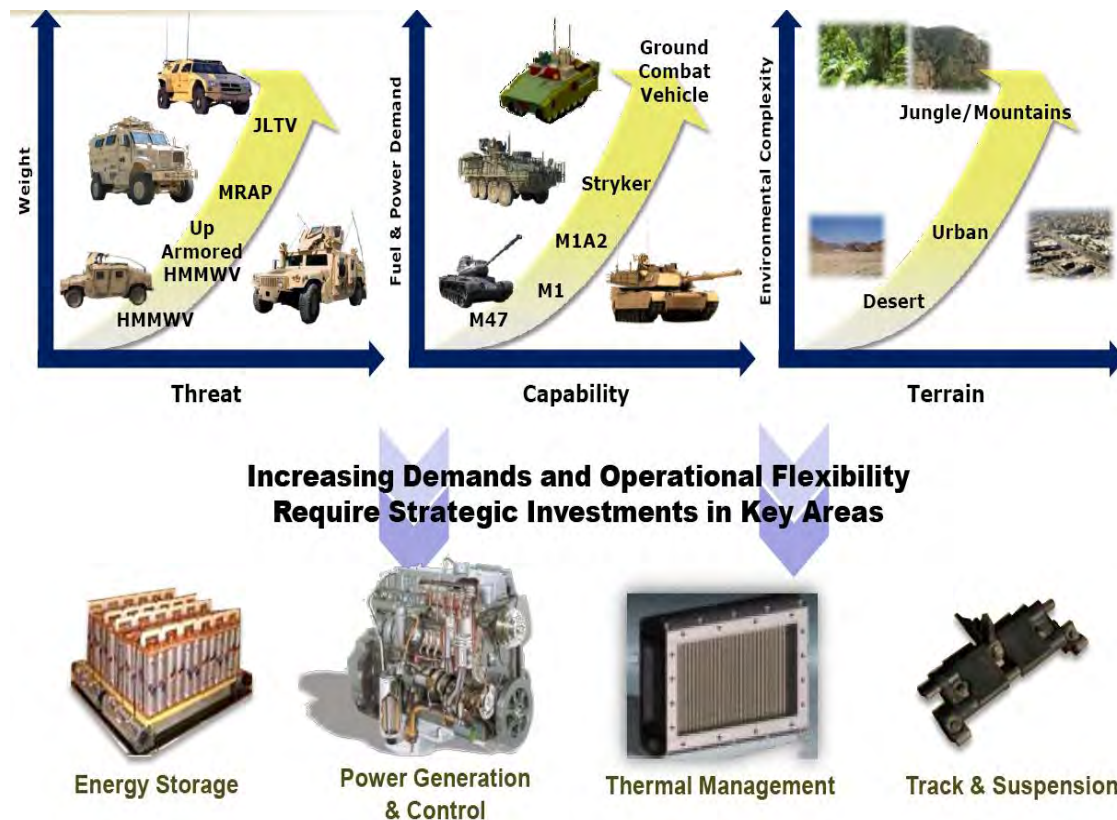 Weight
JLTV
MRAP
Up
Armored
HMMWV
HMMWV
Threat
Fuel & Power Demand
Ground
Combat
Vehicle
Stryker
M1A2
M1
M47
Capability
Environmental Complexity
Jungle/Mountains
Urban
Desert
Terrain
Increasing Demands and Operational Flexibility
Require Strategic Investments in Key Areas
Energy Storage
Power Generation
& Control
Thermal Management
Track & Suspension